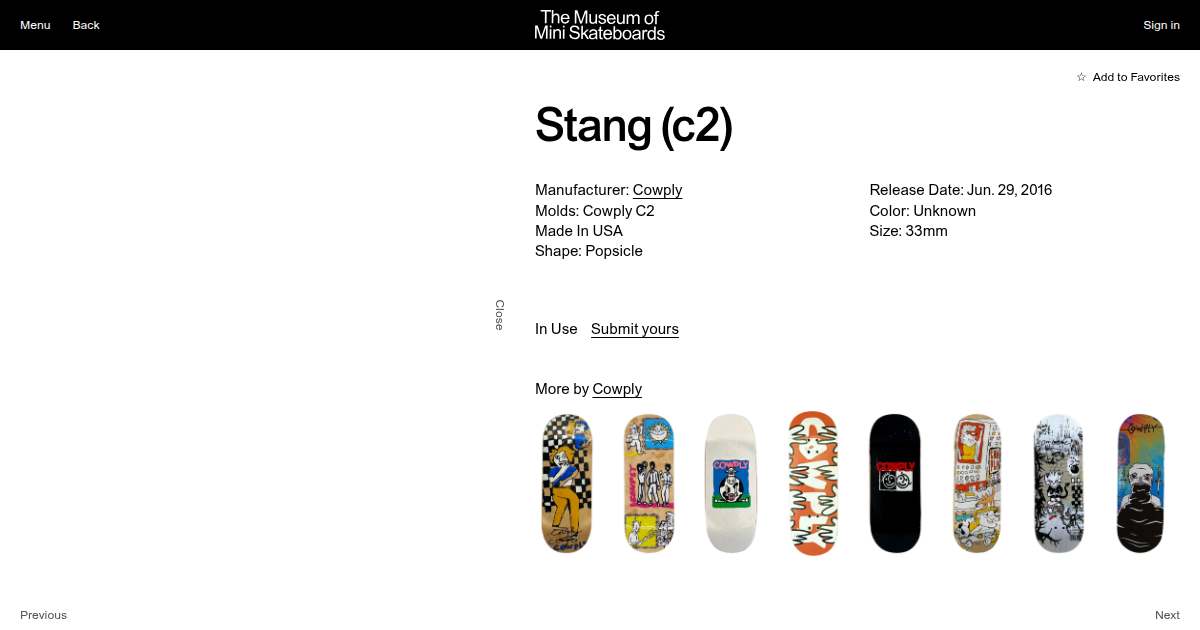 Menu
Back
The Museum of
Mini Skateboards
Sign in
☆ Add to Favorites
Stang (c2)
Manufacturer: Cowply
Molds: Cowply C2
Made In USA
Shape: Popsicle
Release Date: Jun. 29, 2016
Color: Unknown
Size: 33mm
Close
In Use
Submit yours
More by Cowply
COWPLY
COWPLY
COWPLY
Previous
Next